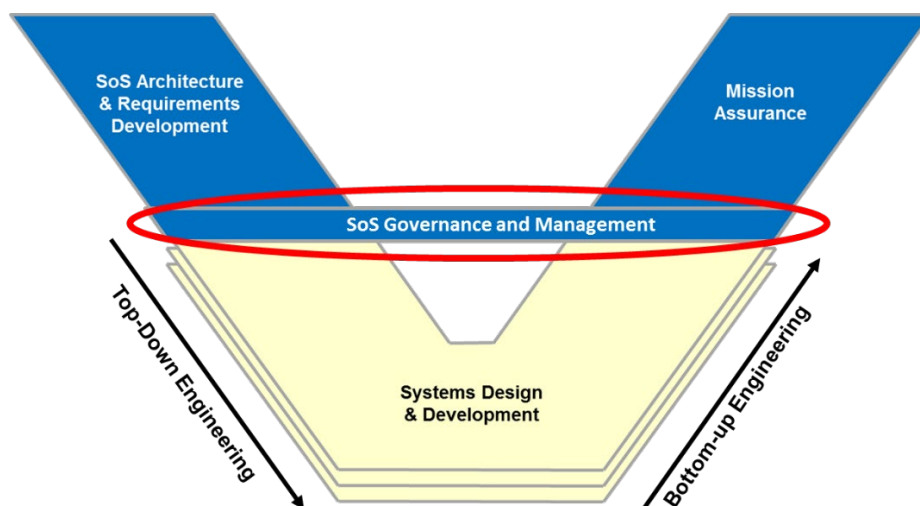 SoS Architecture
& Requirements
Development
Mission
Assurance
SoS Governance and Management
Top-Down Engineering
Systems Design
& Development
Bottom-up Engineering